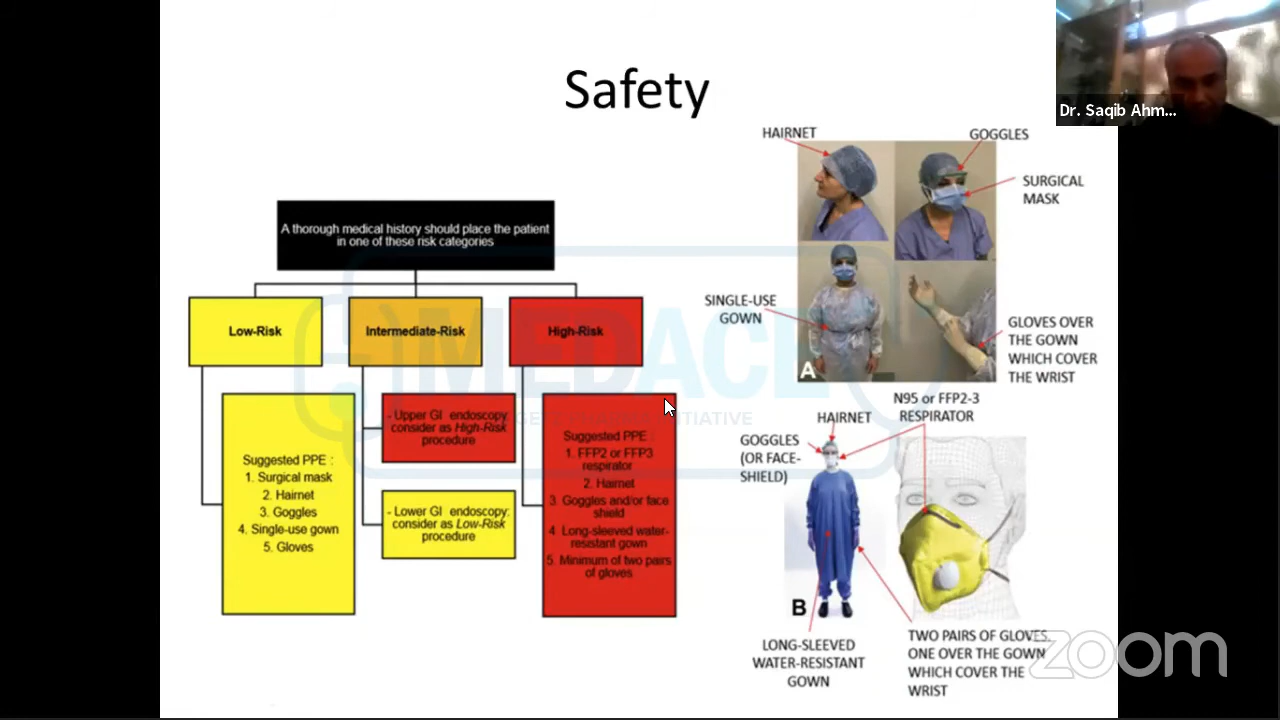 Safety
Dr. Saqib Ahm...
A thorough medical history should place the patient
in one of these risk categories
Low-Risk
Intermediate-Risk
High-Risk
Suggested PPE :
1. Surgical mask
2. Hairnet
3. Goggles
4. Single-use gown
5. Gloves
- Upper GI endoscopy:
consider as High-Risk
procedure
- Lower GI endoscopy:
consider as Low-Risk
procedure
Suggested PPE :
1. FFP2 or FFP3
respirator
2. Hairnet
3. Goggles and/or face
shield
4. Long-sleeved water-
resistant gown
5. Minimum of two pairs
of gloves
HAIRNET
GOGGLES
SURGICAL
MASK
SINGLE-USE
GOWN
GLOVES OVER
THE GOWN
WHICH COVER
THE WRIST
A
N95 or FFP2-3
RESPIRATOR
HAIRNET
GOGGLES
(OR FACE-
SHIELD)
B
LONG-SLEEVED
WATER-RESISTANT
GOWN
TWO PAIRS OF GLOVES,
ONE OVER THE GOWN
WHICH COVER THE
WRIST
MEDACE
INITIATIVE
zoom